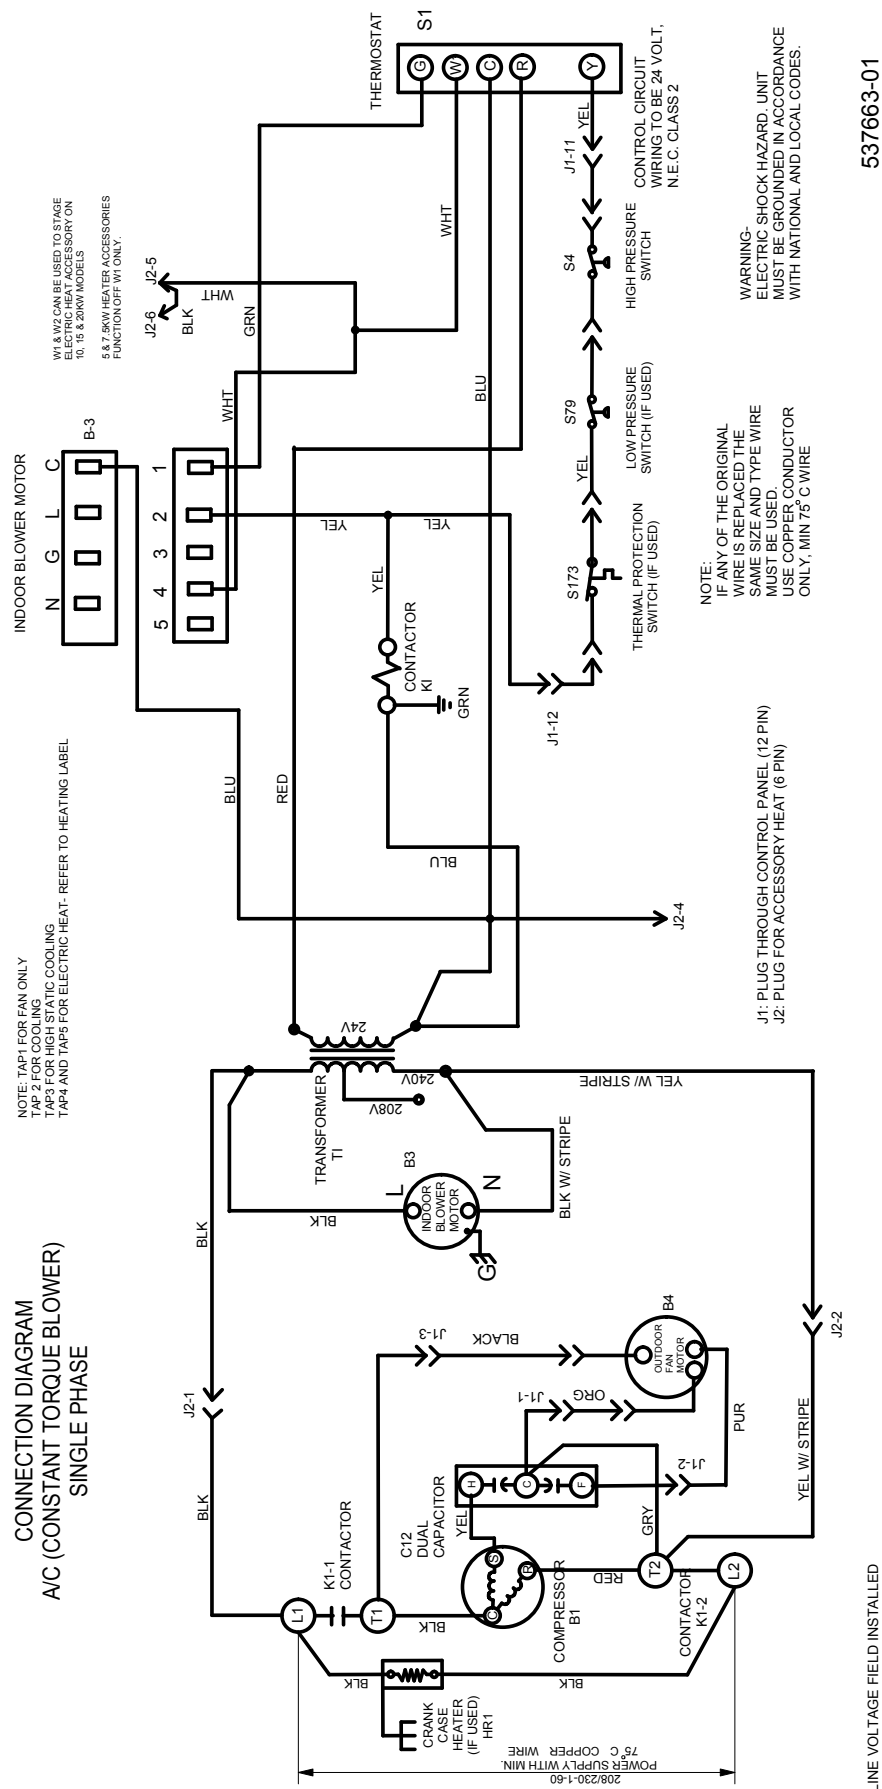 CONNECTION DIAGRAM
A/C (CONSTANT TORQUE BLOWER)
SINGLE PHASE
NOTE: TAP1 FOR FAN ONLY
TAP 2 FOR COOLING
TAP3 FOR HIGH STATIC COOLING
TAP4 AND TAP5 FOR ELECTRIC HEAT- REFER TO HEATING LABEL
INDOOR BLOWER MOTOR
N
G
L
C
B-3
5
4
3
2
1
W1 & W2 CAN BE USED TO STAGE
ELECTRIC HEAT ACCESSORY ON
10, 15 & 20KW MODELS
5 & 7.5KW HEATER ACCESSORIES
FUNCTION OFF W1 ONLY.
J2-6
J2-5
BLK
WHT
WHT
GRN
WHT
THERMOSTAT
S1
G
W
C
R
Y
BLK
J2-1
BLK
BLU
RED
YEL
YEL
YEL
BLU
BLU
CONTACTOR
KI
GRN
J1-12
J2-4
24V
240V
208V
TRANSFORMER
TI
BLK
L
B3
INDOOR
BLOWER
MOTOR
N
G
BLK W/ STRIPE
YEL W/ STRIPE
J2-2
YEL W/ STRIPE
L1
K1-1
CONTACTOR
T1
BLK
C12
DUAL
CAPACITOR
H
C
F
YEL
J1-3
BLACK
J1-1
ORG
J1-2
PUR
GRY
B4
OUTDOOR
FAN
MOTOR
S
R
C
COMPRESSOR
B1
RED
T2
CONTACTOR
K1-2
L2
BLK
BLK
CRANK
CASE
HEATER
(IF USED)
HR1
208/230-1-60
POWER SUPPLY WITH MIN.
75°C COPPER WIRE
LINE VOLTAGE FIELD INSTALLED
S173
THERMAL PROTECTION
SWITCH (IF USED)
YEL
S79
LOW PRESSURE
SWITCH (IF USED)
S4
HIGH PRESSURE
SWITCH
J1-11
YEL
CONTROL CIRCUIT
WIRING TO BE 24 VOLT,
N.E.C. CLASS 2
J1: PLUG THROUGH CONTROL PANEL (12 PIN)
J2: PLUG FOR ACCESSORY HEAT (6 PIN)
NOTE:
IF ANY OF THE ORIGINAL
WIRE IS REPLACED THE
SAME SIZE AND TYPE WIRE
MUST BE USED.
USE COPPER CONDUCTOR
ONLY, MIN 75°C WIRE
WARNING-
ELECTRIC SHOCK HAZARD. UNIT
MUST BE GROUNDED IN ACCORDANCE
WITH NATIONAL AND LOCAL CODES.
537663-01